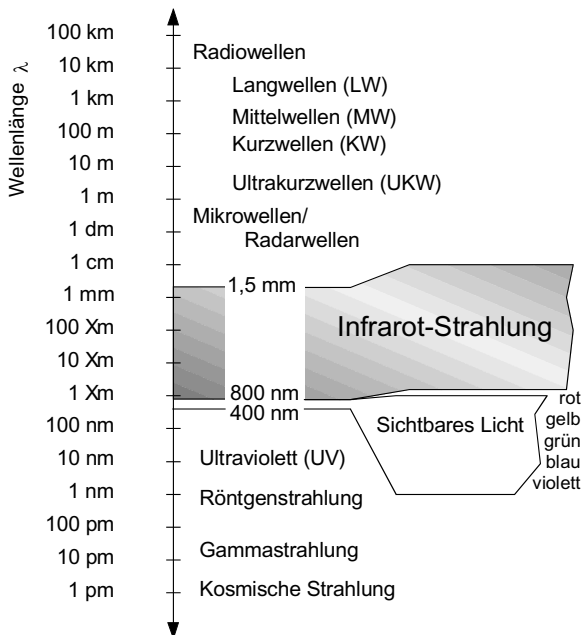 Wellenlänge λ
100 km
Radiowellen
10 km
Langwellen (LW)
1 km
Mittelwellen (MW)
100 m
Kurzwellen (KW)
10 m
Ultrakurzwellen (UKW)
1 m
Mikrowellen/
1 dm
Radarwellen
1 cm
1,5 mm
1 mm
Infrarot-Strahlung
100 Xm
10 Xm
1 Xm
800 nm
rot
400 nm
gelb
Sichtbares Licht
100 nm
grün
Ultraviolett (UV)
10 nm
blau
violett
1 nm
Röntgenstrahlung
100 pm
Gammastrahlung
10 pm
Kosmische Strahlung
1 pm